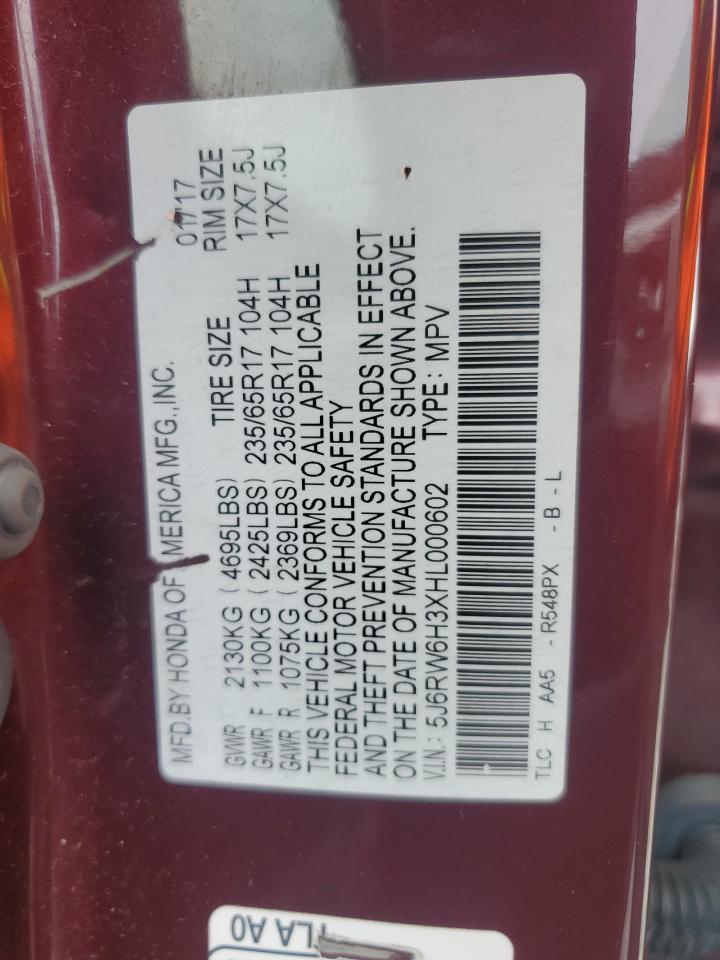 MFD.BY HONDA OF AMERICA MFG.,INC. 01/17
TIRE SIZE RIM SIZE
GVWR 2130KG ( 4695LBS)
GAWR F 1100KG ( 2425LBS) 235/65R17 104H 17X7.5J
GAWR R 1075KG ( 2369LBS) 235/65R17 104H 17X7.5J
THIS VEHICLE CONFORMS TO ALL APPLICABLE
FEDERAL MOTOR VEHICLE SAFETY
AND THEFT PREVENTION STANDARDS IN EFFECT
ON THE DATE OF MANUFACTURE SHOWN ABOVE.
V.I.N.: 5J6RW6H3XHL000602 TYPE: MPV
TLC H AA5 - R548PX - B - L
TLA A0